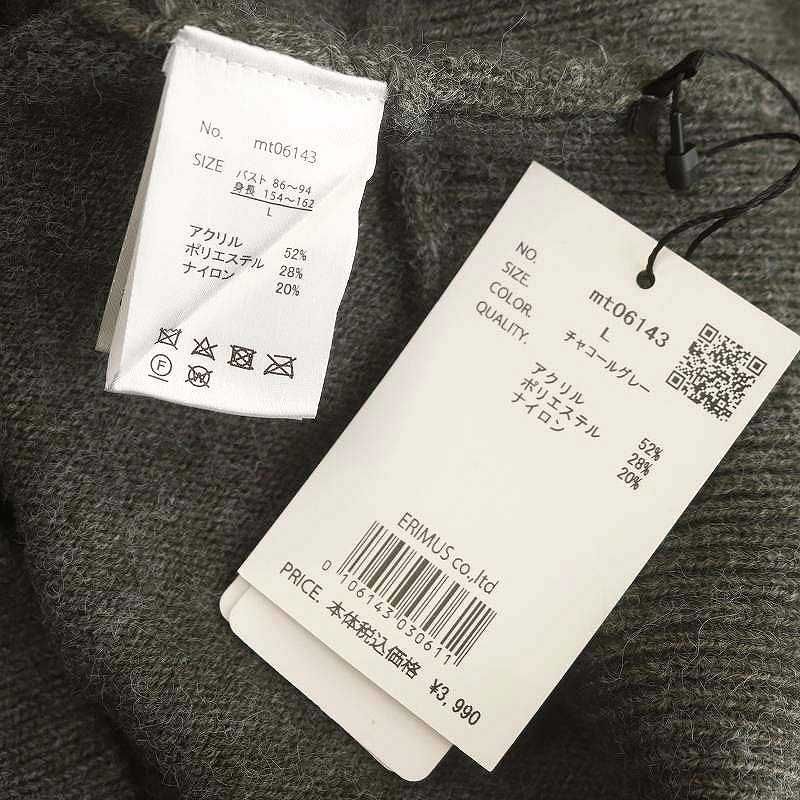 No. mt06143
SIZE バスト 86～94
身長 154～162
L
アクリル 52%
ポリエステル 28%
ナイロン 20%
F
W
NO. mt06143
SIZE. L
COLOR. チャコールグレー
QUALITY.
アクリル 52%
ポリエステル 28%
ナイロン 20%
ERIMUS co.,ltd
0 106143 030611
PRICE. 本体税込価格 ¥3,990